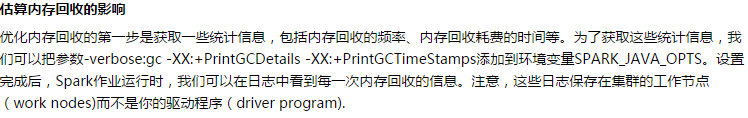 估算内存回收的影响
优化内存回收的第一步是获取一些统计信息，包括内存回收的频率、内存回收耗费的时间等。为了获取这些统计信息，我
们可以把参数-verbose:gc -XX:+PrintGCDetails -XX:+PrintGCTimeStamps添加到环境变量SPARK_JAVA_OPTS。设置
完成后，Spark作业运行时，我们可以在日志中看到每一次内存回收的信息。注意，这些日志保存在集群的工作节点
（work nodes)而不是你的驱动程序（driver program).